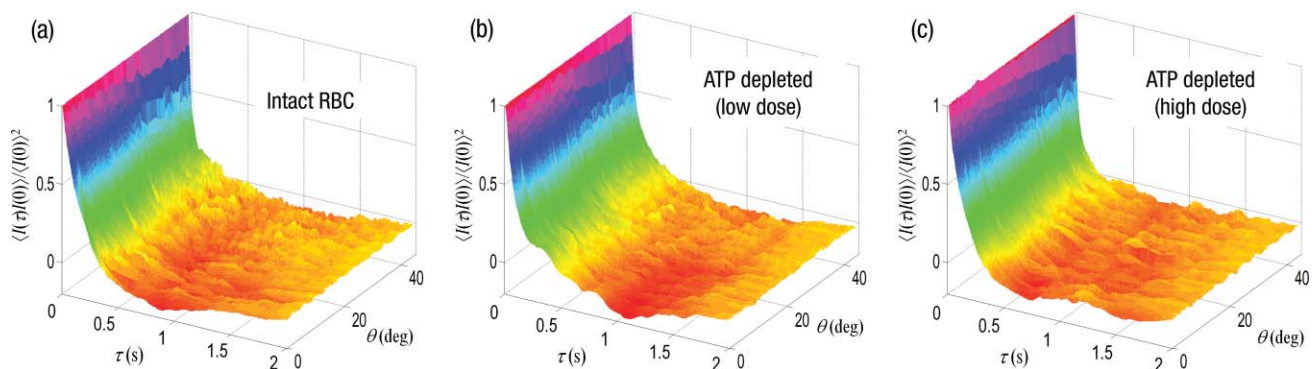 (a)
Intact RBC
1
0.5
0
⟨I(τ)I(0)⟩/⟨I(0)⟩²
0
0.5
1
1.5
2
τ(s)
0
20
40
θ(deg)
(b)
ATP depleted
(low dose)
1
0.5
0
⟨I(τ)I(0)⟩/⟨I(0)⟩²
0
0.5
1
1.5
2
τ(s)
0
20
40
θ(deg)
(c)
ATP depleted
(high dose)
1
0.5
0
⟨I(τ)I(0)⟩/⟨I(0)⟩²
0
0.5
1
1.5
2
τ(s)
0
20
40
θ(deg)